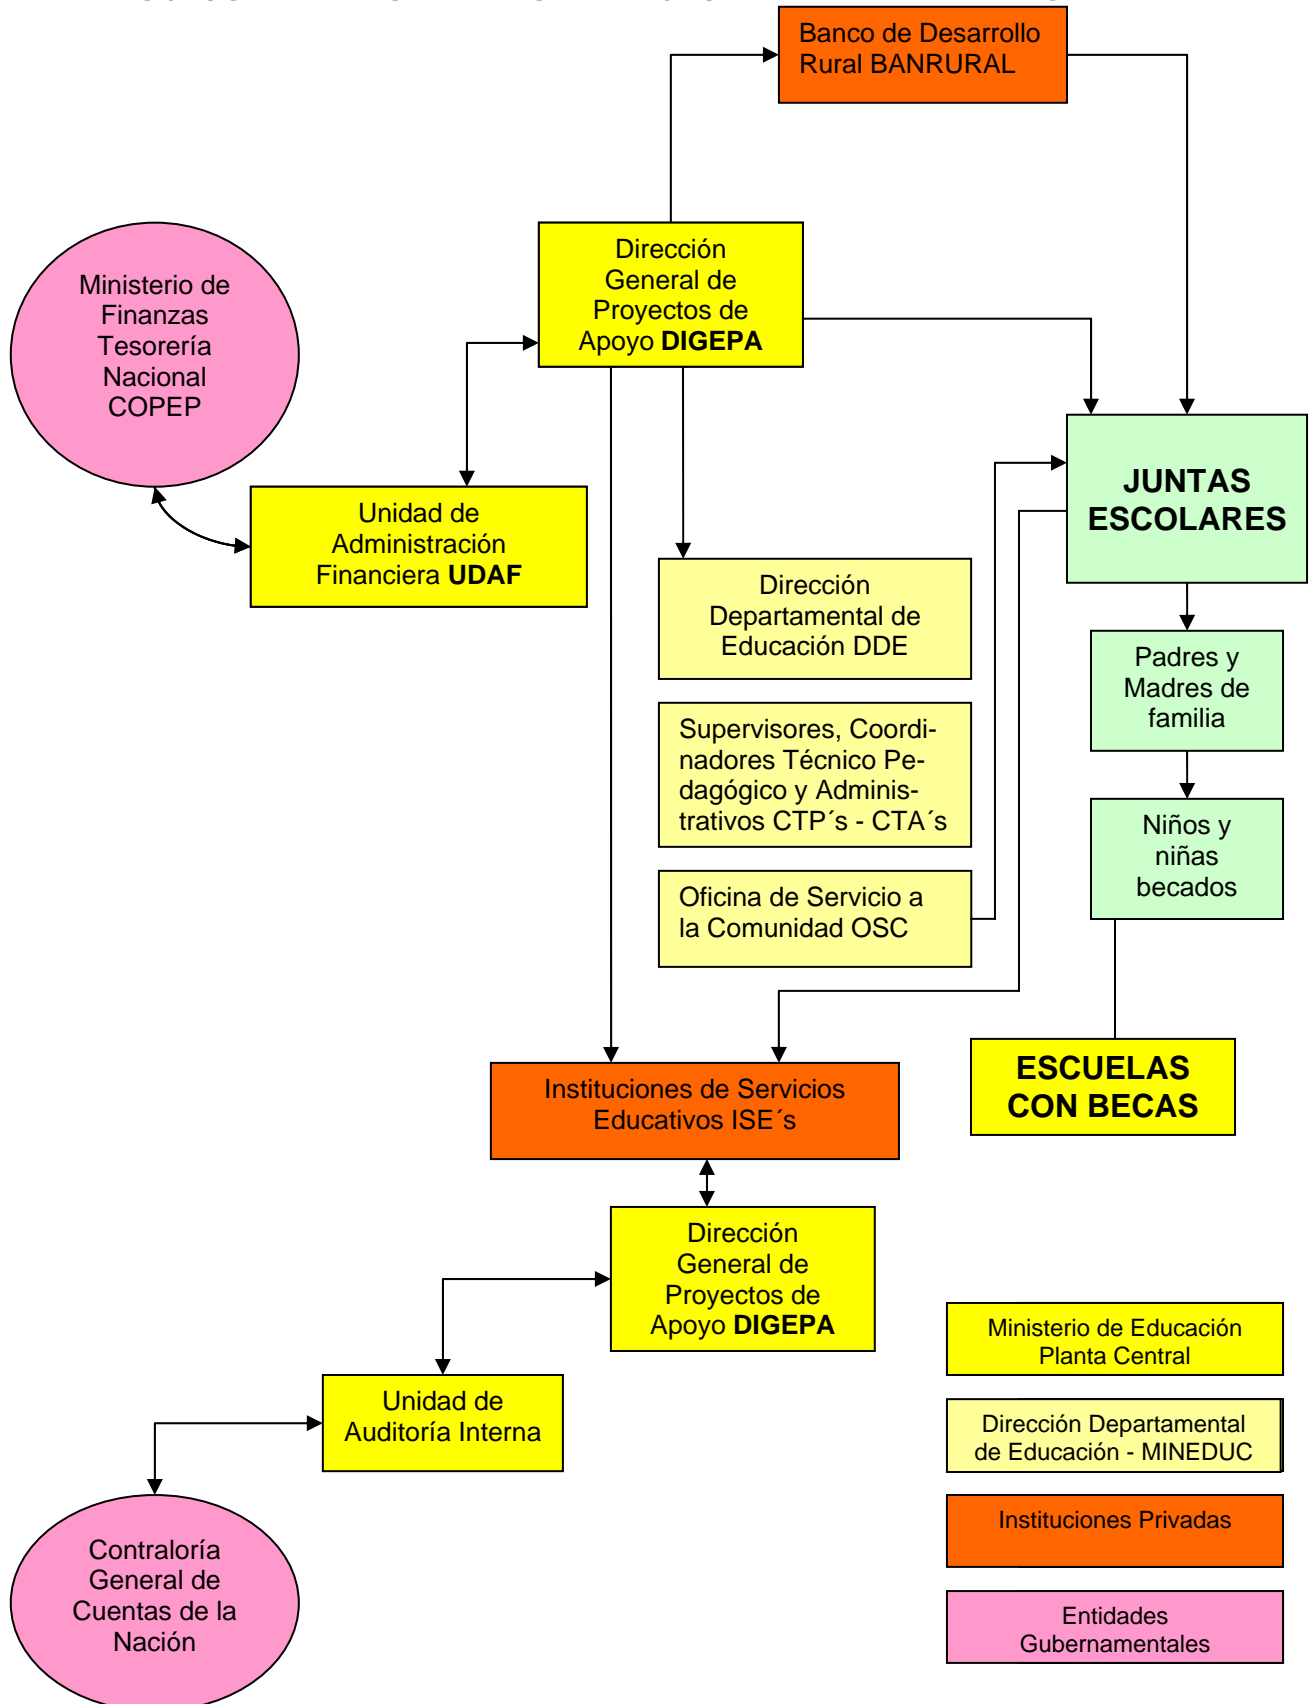 Banco de Desarrollo
Rural BANRURAL
Dirección
General de
Proyectos de
Apoyo DIGEPA
Ministerio de
Finanzas
Tesorería
Nacional
COPEP
JUNTAS
ESCOLARES
Unidad de
Administración
Financiera UDAF
Dirección
Departamental de
Educación DDE
Padres y
Madres de
familia
Supervisores, Coordi-
nadores Técnico Pe-
dagógico y Adminis-
trativos CTP´s - CTA´s
Niños y
niñas
becados
Oficina de Servicio a
la Comunidad OSC
ESCUELAS
CON BECAS
Instituciones de Servicios
Educativos ISE´s
Dirección
General de
Proyectos de
Apoyo DIGEPA
Ministerio de Educación
Planta Central
Unidad de
Auditoría Interna
Dirección Departamental
de Educación - MINEDUC
Instituciones Privadas
Contraloría
General de
Cuentas de la
Nación
Entidades
Gubernamentales